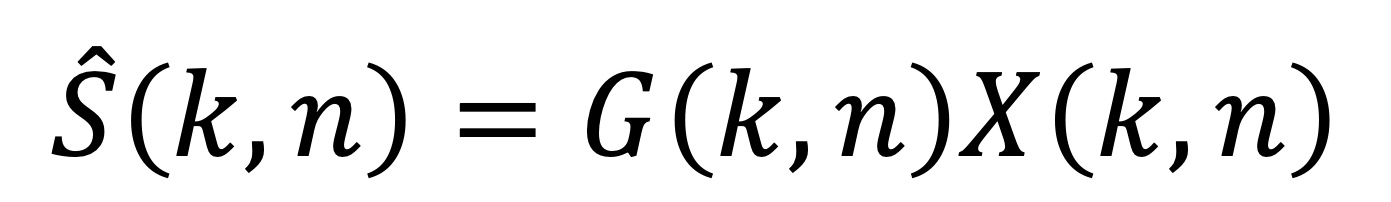 Ŝ(k, n) = G(k, n)X(k, n)